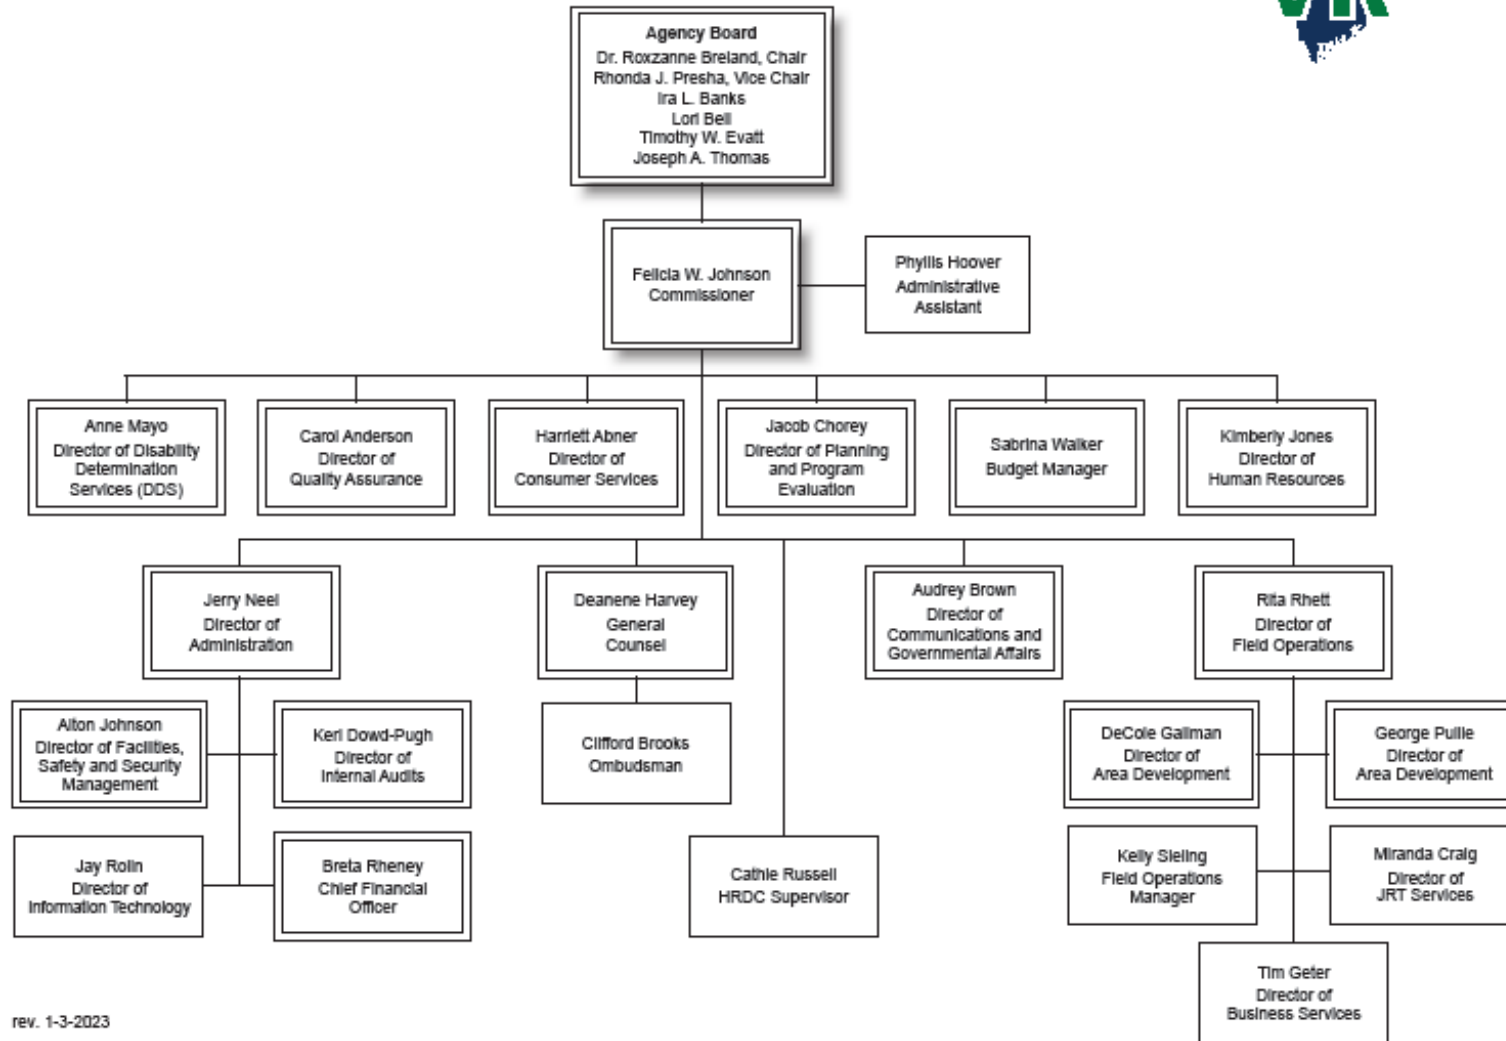 VR
Agency Board
Dr. Roxzanne Breland, Chair
Rhonda J. Presha, Vice Chair
Ira L. Banks
Lori Bell
Timothy W. Evatt
Joseph A. Thomas
Felicia W. Johnson
Commissioner
Phyllis Hoover
Administrative
Assistant
Anne Mayo
Director of Disability
Determination
Services (DDS)
Carol Anderson
Director of
Quality Assurance
Harriett Abner
Director of
Consumer Services
Jacob Chorey
Director of Planning
and Program
Evaluation
Sabrina Walker
Budget Manager
Kimberly Jones
Director of
Human Resources
Jerry Neel
Director of
Administration
Deanene Harvey
General
Counsel
Audrey Brown
Director of
Communications and
Governmental Affairs
Rita Rhett
Director of
Field Operations
Alton Johnson
Director of Facilities,
Safety and Security
Management
Keri Dowd-Pugh
Director of
Internal Audits
Clifford Brooks
Ombudsman
DeCole Gallman
Director of
Area Development
George Pullie
Director of
Area Development
Jay Rolin
Director of
Information Technology
Breta Rheney
Chief Financial
Officer
Cathie Russell
HRDC Supervisor
Kelly Sieling
Field Operations
Manager
Miranda Craig
Director of
JRT Services
Tim Geter
Director of
Business Services
rev. 1-3-2023